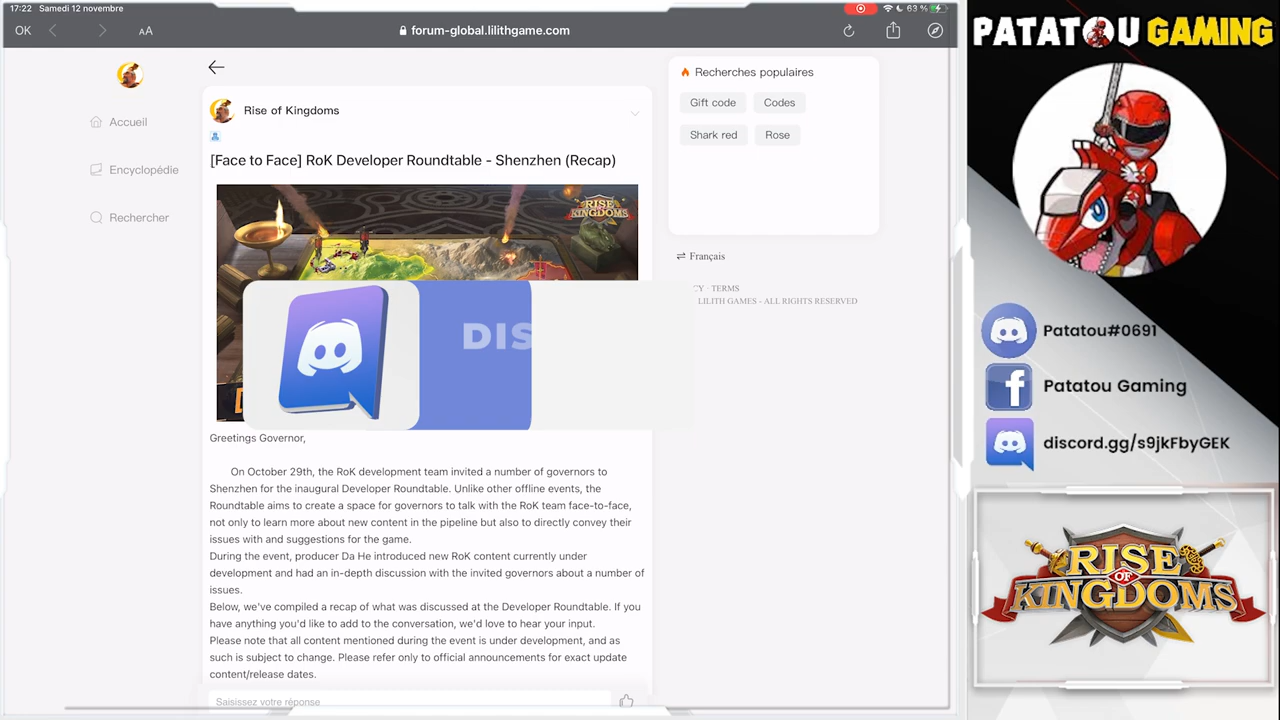 17:22 Samedi 12 novembre
63 %
OK
AA
forum-global.lilithgame.com
Accueil
Encyclopédie
Rechercher
Rise of Kingdoms
[Face to Face] RoK Developer Roundtable - Shenzhen (Recap)
RISE OF KINGDOMS
DIS
Greetings Governor,
On October 29th, the RoK development team invited a number of governors to
Shenzhen for the inaugural Developer Roundtable. Unlike other offline events, the
Roundtable aims to create a space for governors to talk with the RoK team face-to-face,
not only to learn more about new content in the pipeline but also to directly convey their
issues with and suggestions for the game.
During the event, producer Da He introduced new RoK content currently under
development and had an in-depth discussion with the invited governors about a number of
issues.
Below, we've compiled a recap of what was discussed at the Developer Roundtable. If you
have anything you'd like to add to the conversation, we'd love to hear your input.
Please note that all content mentioned during the event is under development, and as
such is subject to change. Please refer only to official announcements for exact update
content/release dates.
Saisissez votre réponse
Recherches populaires
Gift code
Codes
Shark red
Rose
Français
CY · TERMS
LILITH GAMES - ALL RIGHTS RESERVED
PATATOU GAMING
Patatou#0691
Patatou Gaming
discord.gg/s9jkFbyGEK
RISE
OF
KINGDOMS